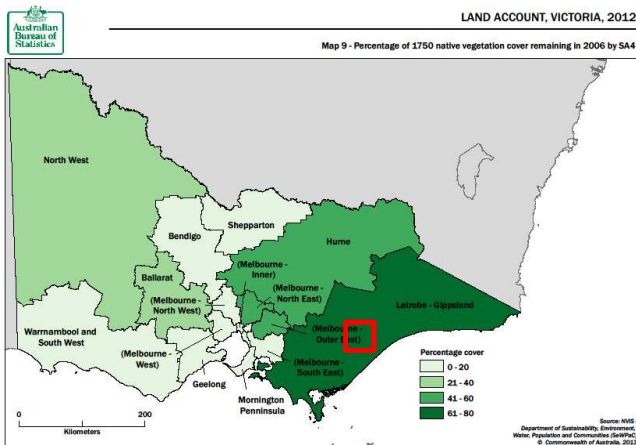 Australian
Bureau of
Statistics
LAND ACCOUNT, VICTORIA, 2012
Map 9 - Percentage of 1750 native vegetation cover remaining in 2006 by SA4
North West
Shepparton
Bendigo
Hume
(Melbourne -
Inner)
Ballarat
(Melbourne -
North East)
(Melbourne -
North West)
Latrobe - Gippsland
(Melbourne -
Outer East)
Warrnambool and
South West
(Melbourne -
West)
(Melbourne -
South East)
Geelong
Mornington
Penninsula
Percentage cover
0 - 20
21 - 40
41 - 60
61 - 80
0
200
Kilometers
Source: NVIS
Department of Sustainability, Environment,
Water, Population and Communities (SeWPaC)
© Commonwealth of Australia, 2013